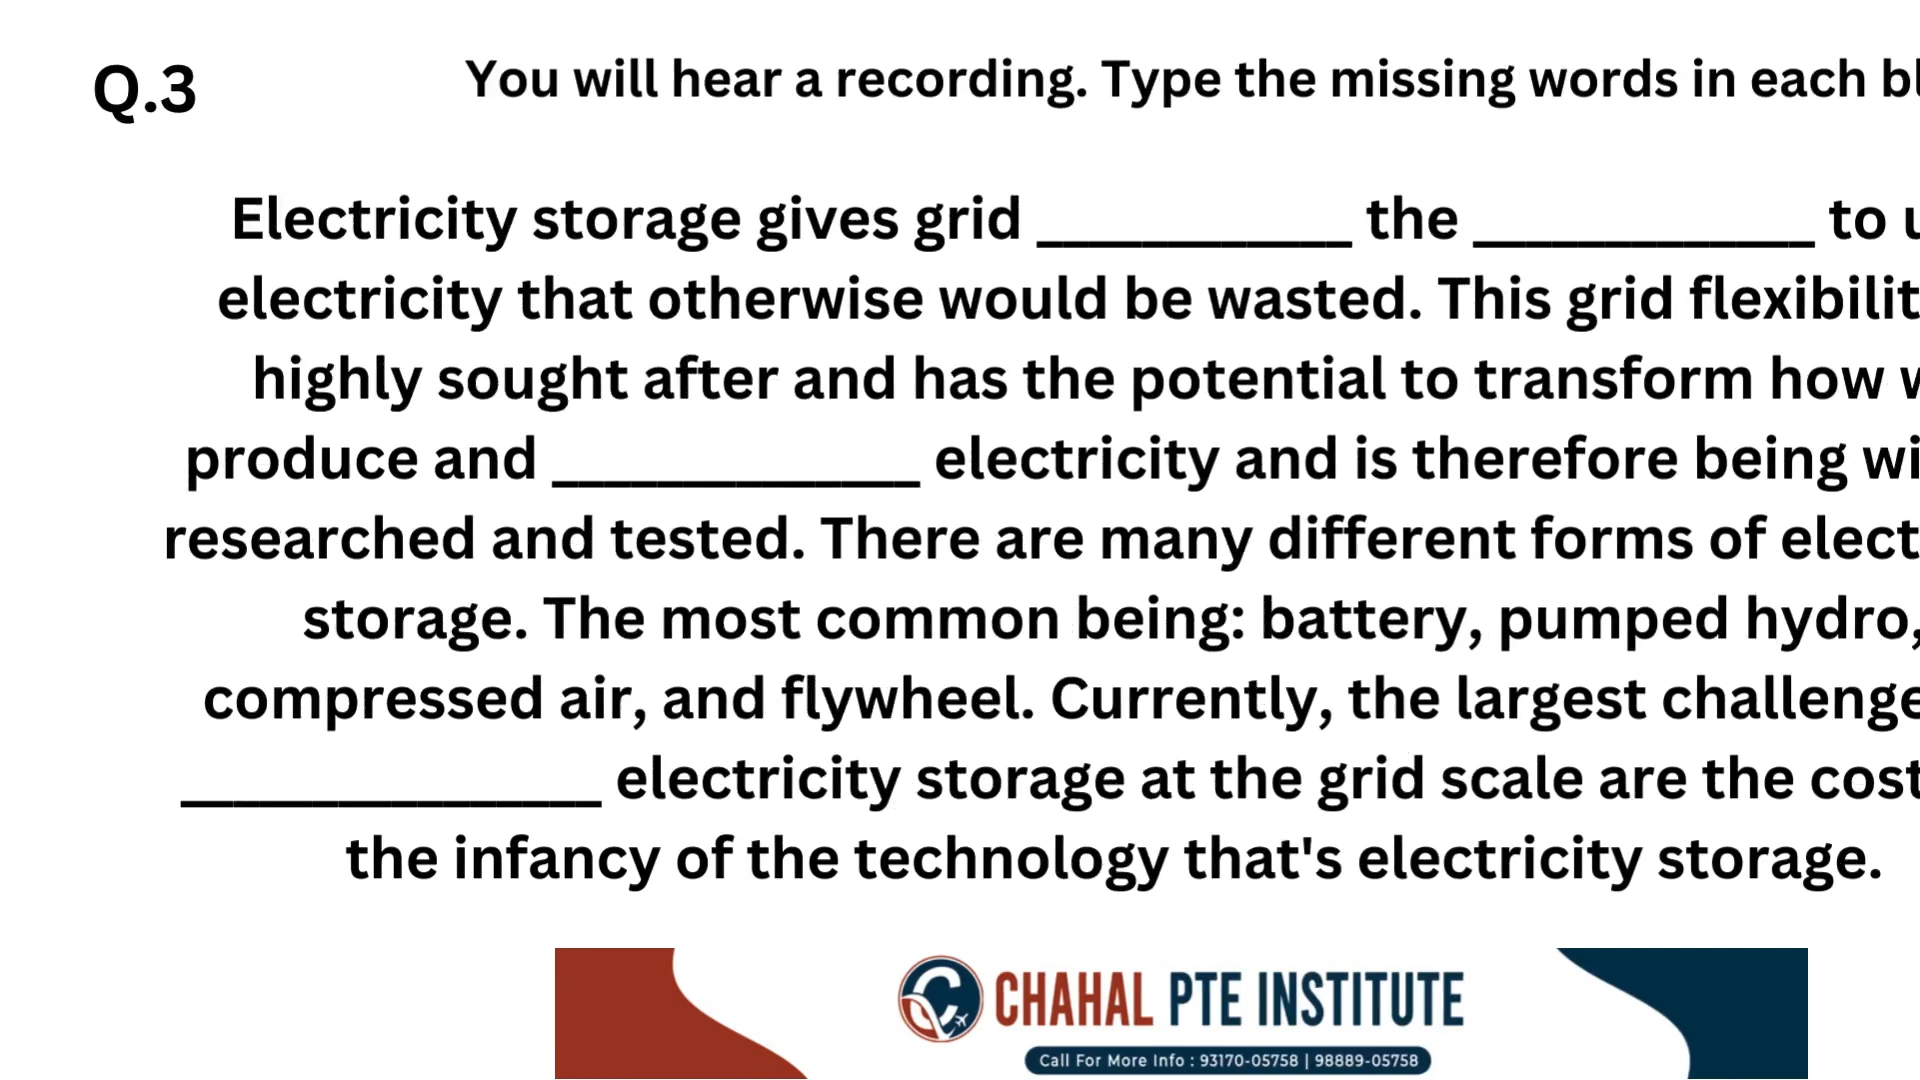 Q.3
You will hear a recording. Type the missing words in each bl
Electricity storage gives grid ____________ the _____________ to u
electricity that otherwise would be wasted. This grid flexibilit
highly sought after and has the potential to transform how w
produce and ______________ electricity and is therefore being wi
researched and tested. There are many different forms of elect
storage. The most common being: battery, pumped hydro,
compressed air, and flywheel. Currently, the largest challenge
________________ electricity storage at the grid scale are the cost
the infancy of the technology that's electricity storage.
CHAHAL PTE INSTITUTE
Call For More Info : 93170-05758 | 98889-05758